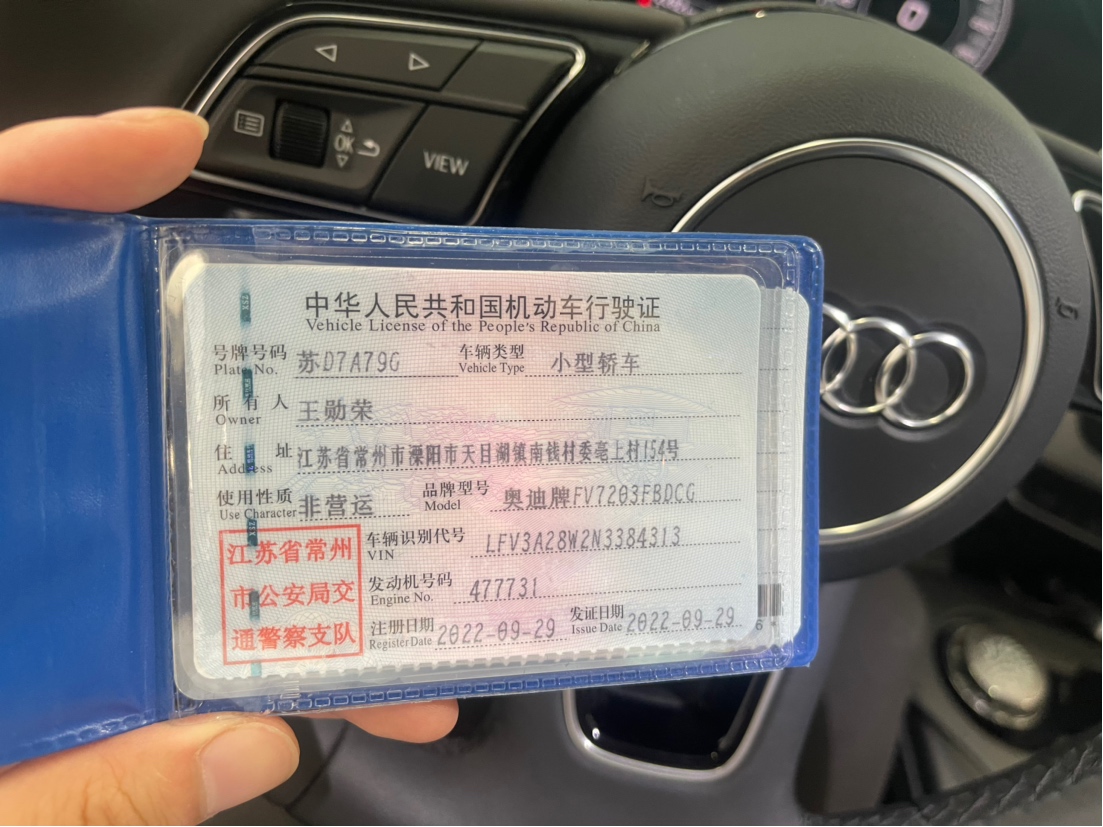 OK
VIEW
0
中华人民共和国机动车行驶证
Vehicle License of the People's Republic of China
号牌号码 苏D7A79G 车辆类型 小型轿车
Plate No. Vehicle Type
所有人 王勋荣
Owner
住址 江苏省常州市溧阳市天目湖镇南钱村委亳上村154号
Address
使用性质 非营运 品牌型号 奥迪牌FV7203FBDCG
Use Character Model
江苏省常州
市公安局交
通警察支队
车辆识别代号 LFV3A28W2N3384313
VIN
发动机号码 477731
Engine No.
注册日期 2022-09-29 发证日期 2022-09-29
Register Date Issue Date